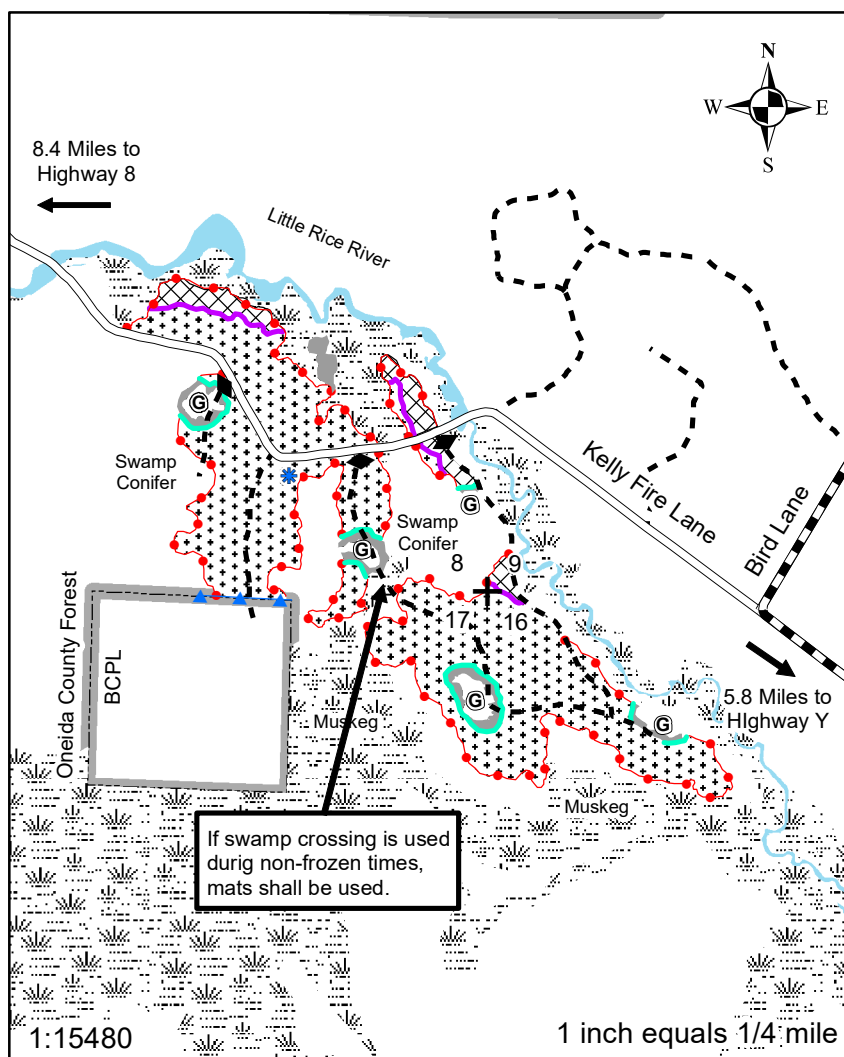 N
W E
S
8.4 Miles to
Highway 8
Little Rice River
G
Swamp
Conifer
Kelly Fire Lane
Bird Lane
G
Swamp
Conifer
G
8 9
17 16
Oneida County Forest
BCPL
G
G
5.8 Miles to
HIghway Y
Muskeg
Muskeg
If swamp crossing is used
durig non-frozen times,
mats shall be used.
1:15480
1 inch equals 1/4 mile